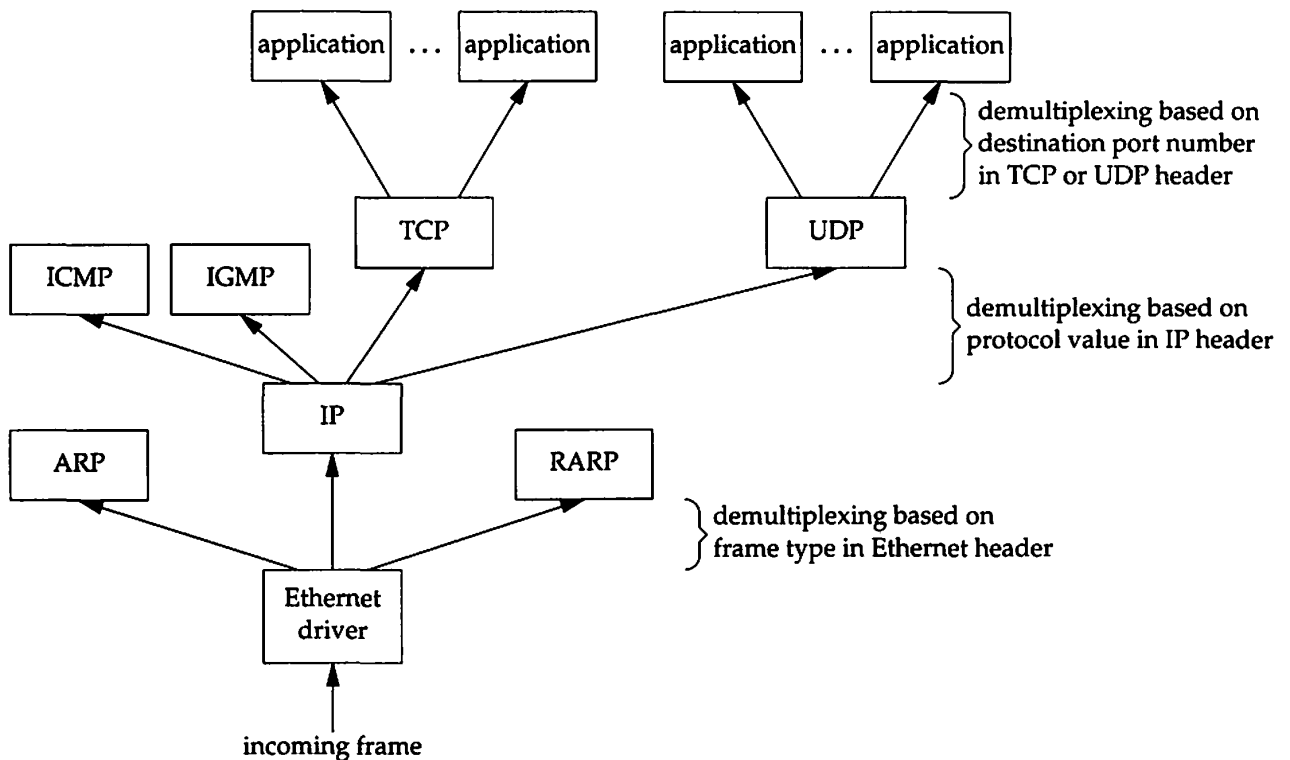 application ... application application ... application
demultiplexing based on
destination port number
in TCP or UDP header
TCP UDP
ICMP IGMP
demultiplexing based on
protocol value in IP header
IP
ARP RARP
demultiplexing based on
frame type in Ethernet header
Ethernet
driver
incoming frame